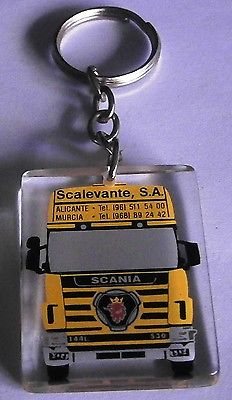 Scalevante, S.A.
ALICANTE - Tel. (96) 511 54 00
MURCIA - Tel. (968) 89 24 42
SCANIA
144L 530